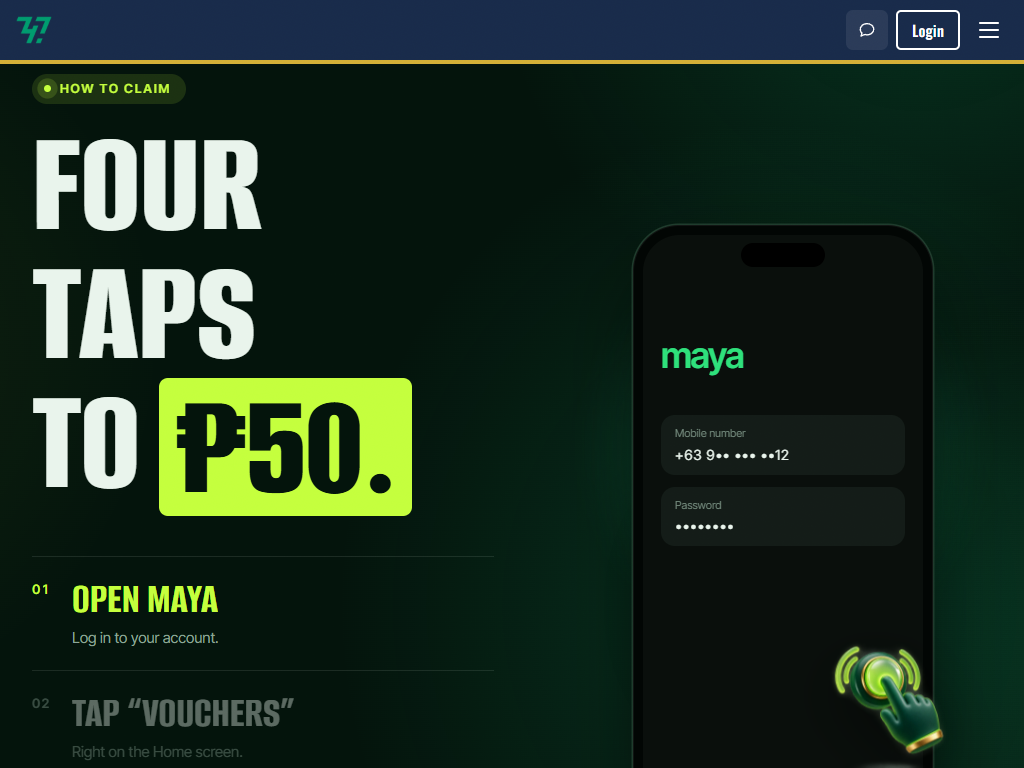 747
Login
HOW TO CLAIM
FOUR
TAPS
TO ₱50.
01
OPEN MAYA
Log in to your account.
02
TAP “VOUCHERS”
Right on the Home screen.
maya
Mobile number
+63 9•• ••• ••12
Password
••••••••